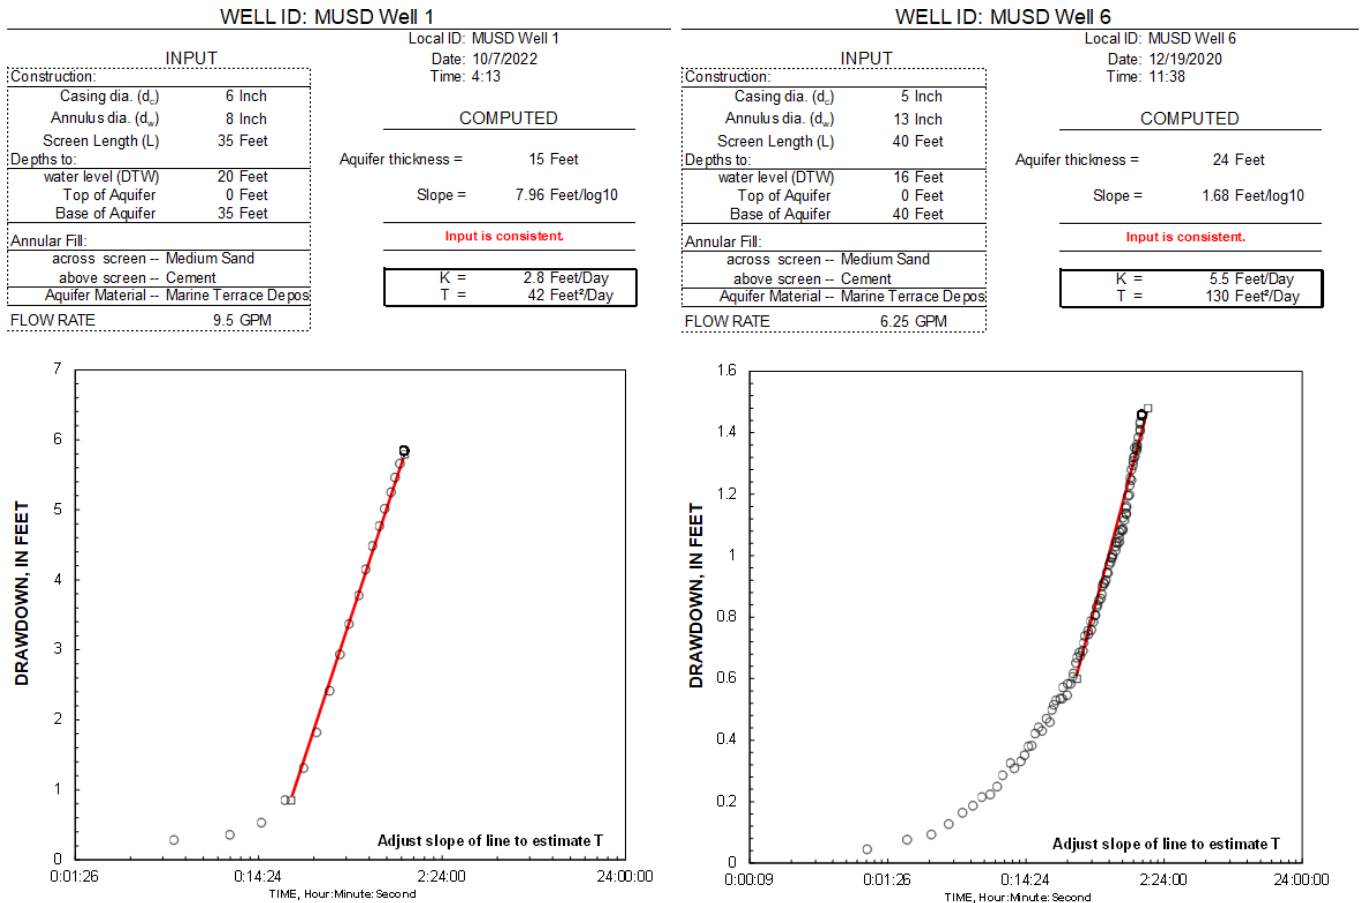 WELL ID: MUSD Well 1
Local ID: MUSD Well 1
INPUT
Date: 10/7/2022
Time: 4:13
Construction:
Casing dia. (dc) 6 Inch
Annulus dia. (dw) 8 Inch
COMPUTED
Screen Length (L) 35 Feet
Depths to:
Aquifer thickness = 15 Feet
water level (DTW) 20 Feet
Top of Aquifer 0 Feet
Slope = 7.96 Feet/log10
Base of Aquifer 35 Feet
Input is consistent.
Annular Fill:
across screen -- Medium Sand
above screen -- Cement
K = 2.8 Feet/Day
Aquifer Material -- Marine Terrace Depos
T = 42 Feet²/Day
FLOW RATE 9.5 GPM
7
6
5
4
3
2
1
0
DRAWDOWN, IN FEET
Adjust slope of line to estimate T
0:01:26 0:14:24 2:24:00 24:00:00
TIME, Hour:Minute:Second
WELL ID: MUSD Well 6
Local ID: MUSD Well 6
INPUT
Date: 12/19/2020
Time: 11:38
Construction:
Casing dia. (dc) 5 Inch
Annulus dia. (dw) 13 Inch
COMPUTED
Screen Length (L) 40 Feet
Depths to:
Aquifer thickness = 24 Feet
water level (DTW) 16 Feet
Top of Aquifer 0 Feet
Slope = 1.68 Feet/log10
Base of Aquifer 40 Feet
Input is consistent.
Annular Fill:
across screen -- Medium Sand
above screen -- Cement
K = 5.5 Feet/Day
Aquifer Material -- Marine Terrace Depos
T = 130 Feet²/Day
FLOW RATE 6.25 GPM
1.6
1.4
1.2
1
0.8
0.6
0.4
0.2
0
DRAWDOWN, IN FEET
Adjust slope of line to estimate T
0:00:09 0:01:26 0:14:24 2:24:00 24:00:00
TIME, Hour:Minute:Second